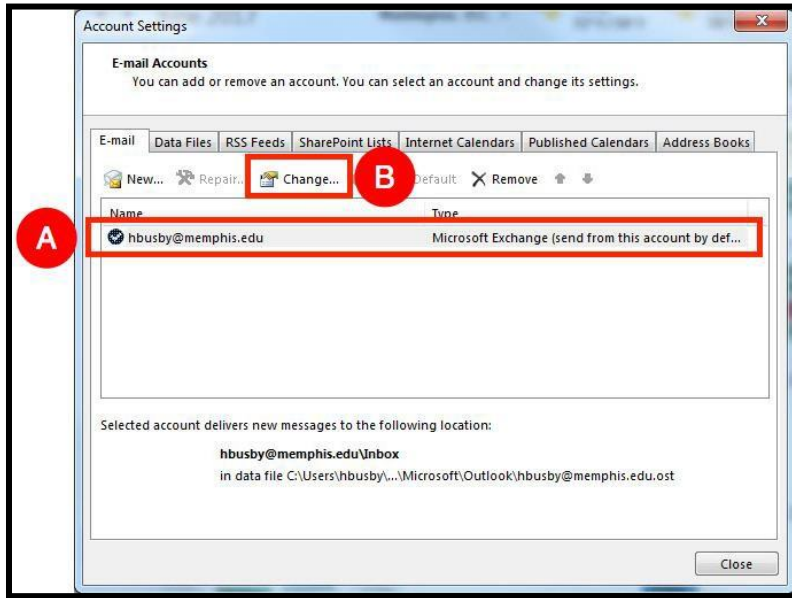 Account Settings
E-mail Accounts
You can add or remove an account. You can select an account and change its settings.
E-mail Data Files RSS Feeds SharePoint Lists Internet Calendars Published Calendars Address Books
New... Repair... Change... B Default Remove
Name Type
A hbusby@memphis.edu Microsoft Exchange (send from this account by def...
Selected account delivers new messages to the following location:
hbusby@memphis.edu\Inbox
in data file C:\Users\hbusby\...\Microsoft\Outlook\hbusby@memphis.edu.ost
Close